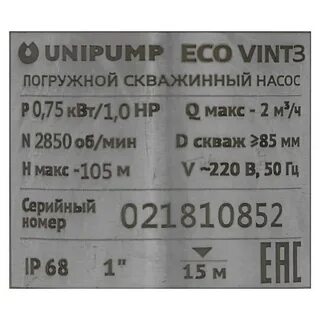 UNIPUMP ECO VINT3
ПОГРУЖНОЙ СКВАЖИННЫЙ НАСОС
P 0,75 кВт/1,0 HP Q макс - 2 м³/ч
N 2850 об/мин D скваж ≥85 мм
H макс -105 м V ~220 В, 50 Гц
Серийный номер 021810852
IP 68 1" 15 м EAC